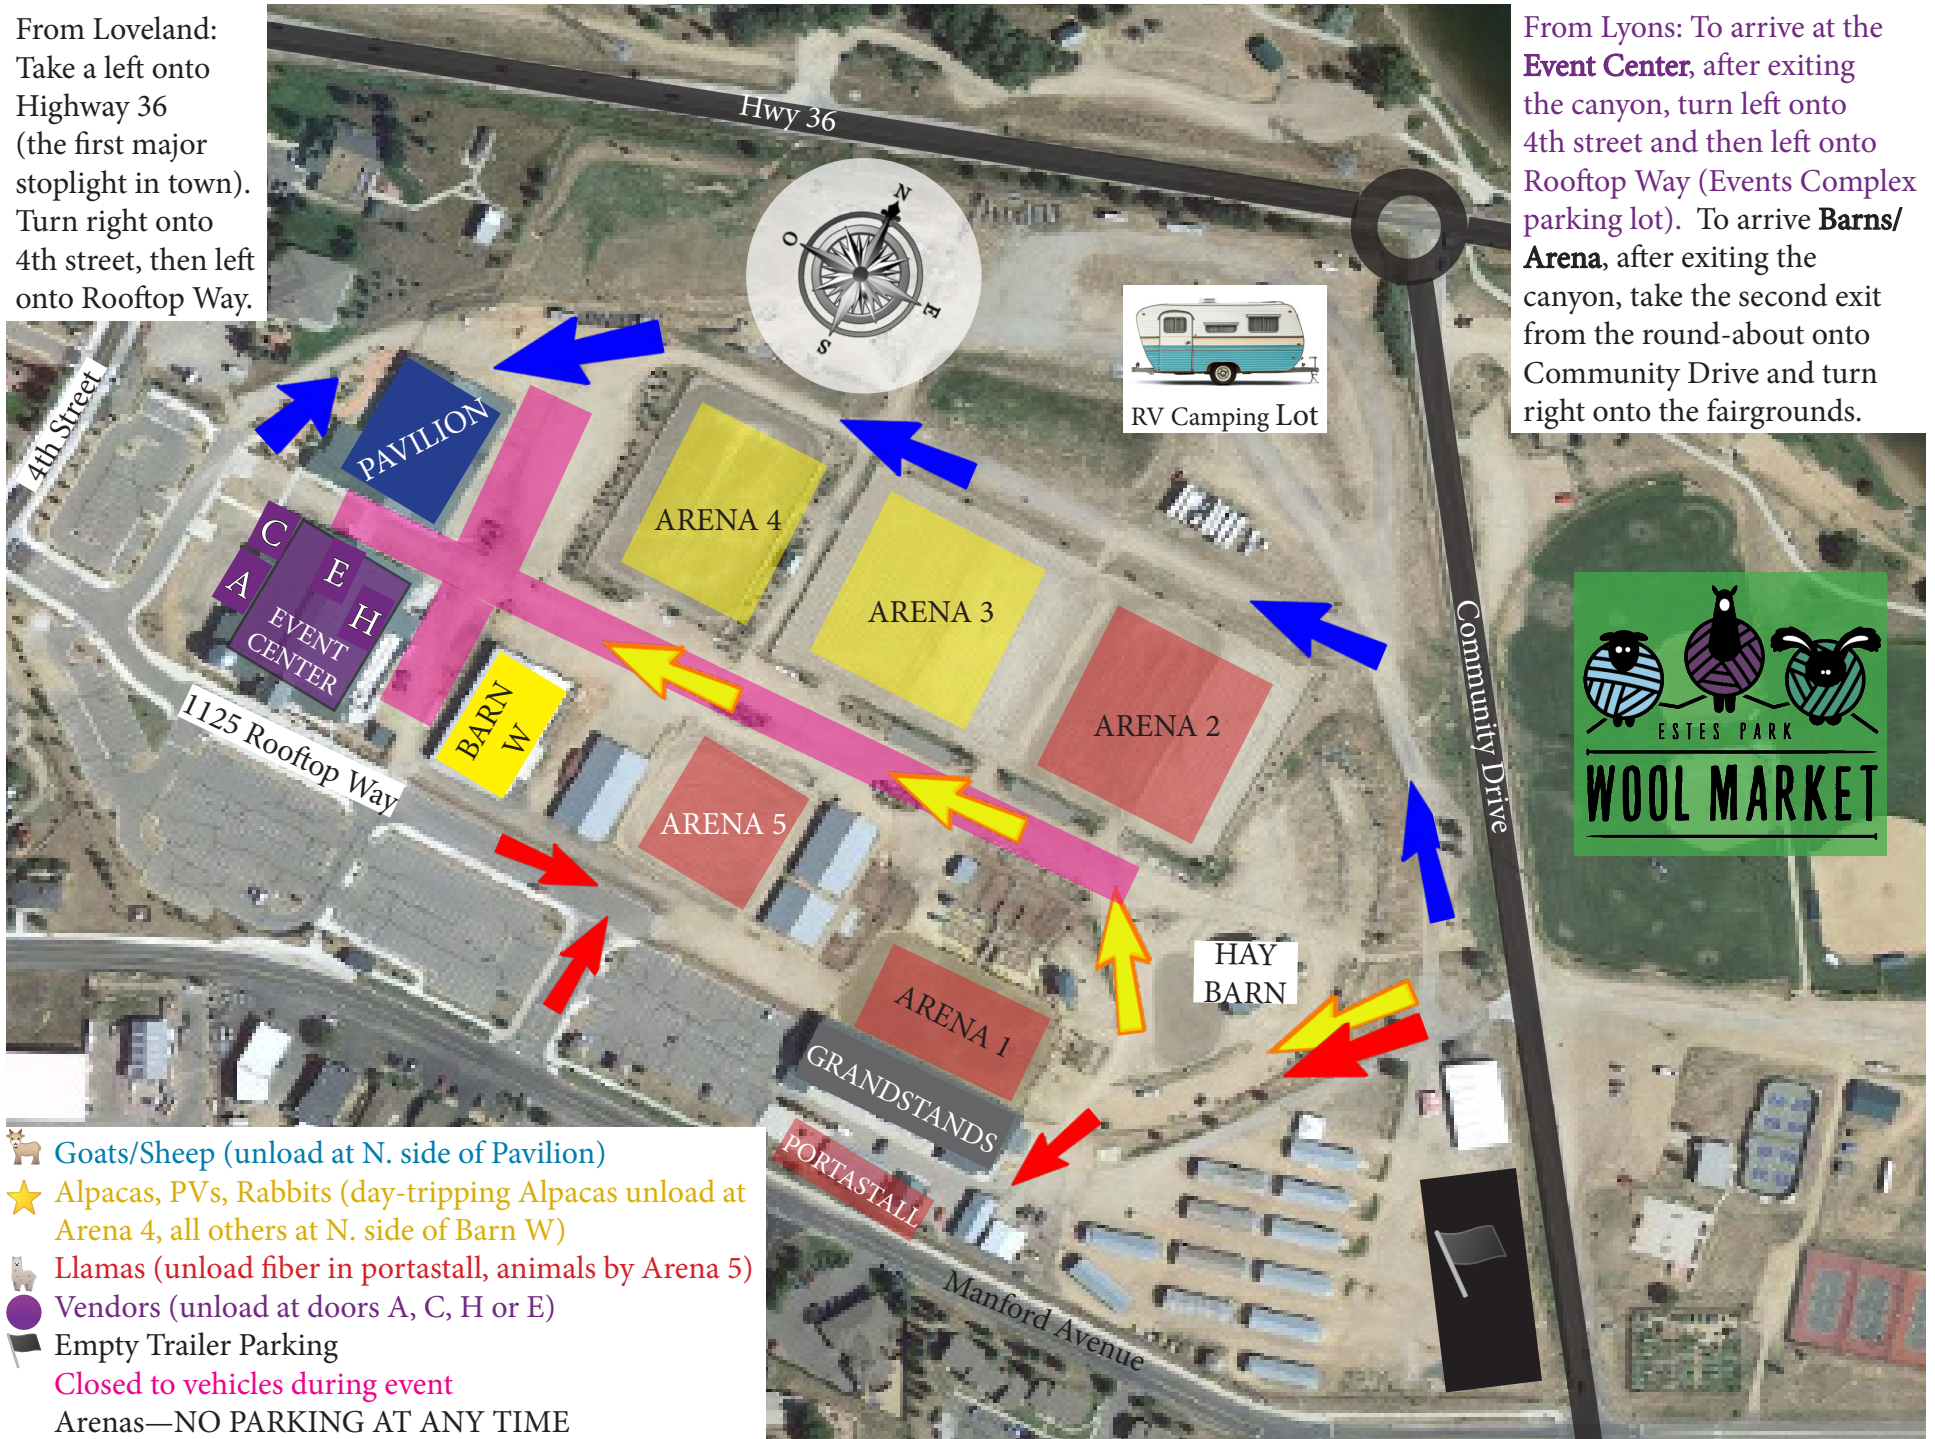 From Loveland:
Take a left onto
Highway 36
(the first major
stoplight in town).
Turn right onto
4th street, then left
onto Rooftop Way.
From Lyons: To arrive at the
Event Center, after exiting
the canyon, turn left onto
4th street and then left onto
Rooftop Way (Events Complex
parking lot).  To arrive Barns/
Arena, after exiting the
canyon, take the second exit
from the round-about onto
Community Drive and turn
right onto the fairgrounds.
Hwy 36
N
O
E
S
RV Camping Lot
4th Street
PAVILION
ARENA 4
ARENA 3
ARENA 2
C
A
E
H
EVENT
CENTER
1125 Rooftop Way
BARN
W
ARENA 5
Community Drive
ESTES PARK
WOOL MARKET
HAY
BARN
ARENA 1
GRANDSTANDS
PORTASTALL
Manford Avenue
Goats/Sheep (unload at N. side of Pavilion)
Alpacas, PVs, Rabbits (day-tripping Alpacas unload at
Arena 4, all others at N. side of Barn W)
Llamas (unload fiber in portastall, animals by Arena 5)
Vendors (unload at doors A, C, H or E)
Empty Trailer Parking
Closed to vehicles during event
Arenas—NO PARKING AT ANY TIME